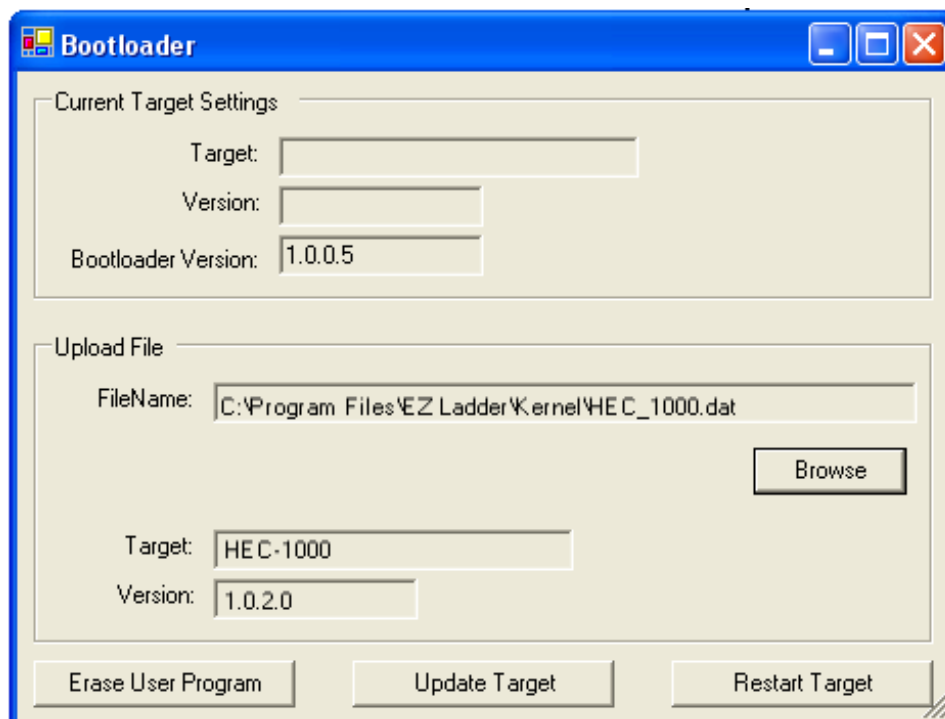 Bootloader
Current Target Settings
Target:
Version:
Bootloader Version: 1.0.0.5
Upload File
FileName: C:\Program Files\EZ Ladder\Kernel\HEC_1000.dat
Browse
Target: HEC-1000
Version: 1.0.2.0
Erase User Program Update Target Restart Target